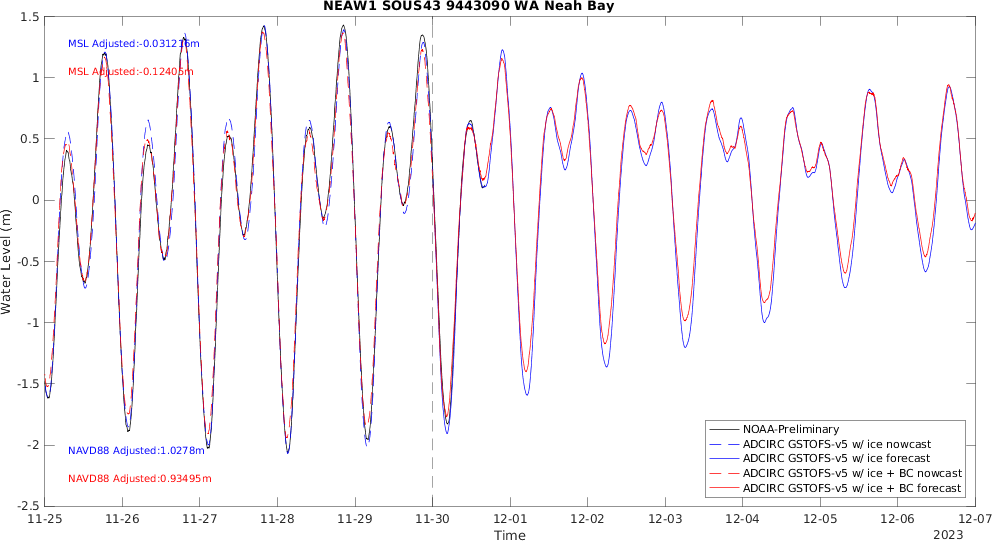 NEAW1 SOUS43 9443090 WA Neah Bay
1.5
1
0.5
0
-0.5
-1
-1.5
-2
-2.5
Water Level (m)
MSL Adjusted:-0.031216m
MSL Adjusted:-0.12405m
NAVD88 Adjusted:1.0278m
NAVD88 Adjusted:0.93495m
NOAA-Preliminary
ADCIRC GSTOFS-v5 w/ ice nowcast
ADCIRC GSTOFS-v5 w/ ice forecast
ADCIRC GSTOFS-v5 w/ ice + BC nowcast
ADCIRC GSTOFS-v5 w/ ice + BC forecast
11-25 11-26 11-27 11-28 11-29 11-30 12-01 12-02 12-03 12-04 12-05 12-06 12-07
Time
2023